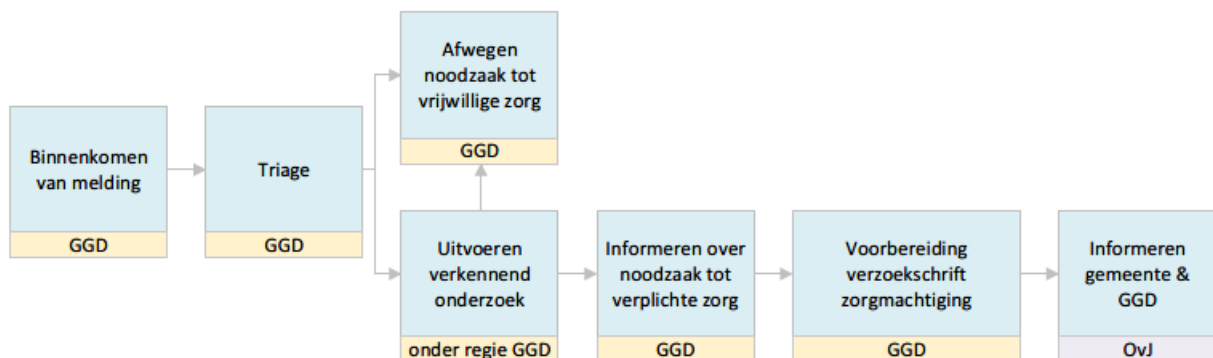 Binnenkomen
van melding
GGD
Triage
GGD
Afwegen
noodzaak tot
vrijwillige zorg
GGD
Uitvoeren
verkennend
onderzoek
onder regie GGD
Informeren over
noodzaak tot
verplichte zorg
GGD
Voorbereiding
verzoekschrift
zorgmachtiging
GGD
Informeren
gemeente &
GGD
OvJ